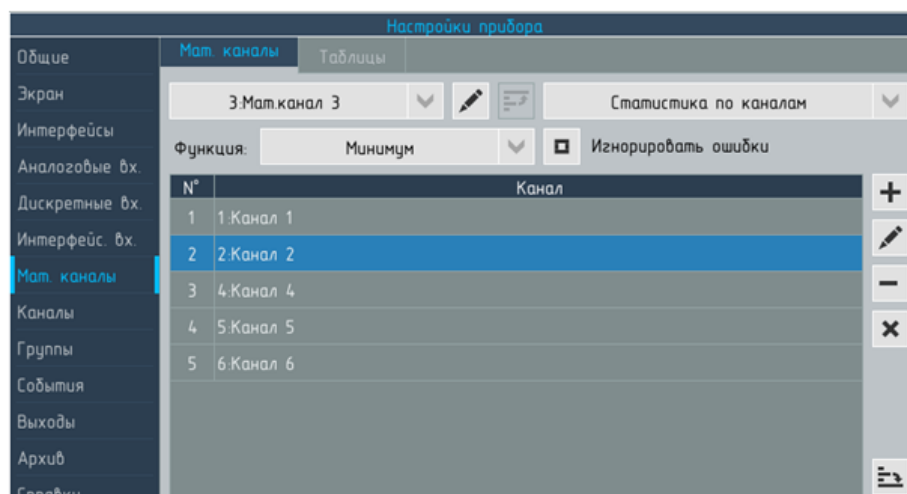 Настройки прибора
Общие
Экран
Интерфейсы
Аналоговые вх.
Дискретные вх.
Интерфейс. вх.
Мат. каналы
Каналы
Группы
События
Выходы
Архив
Мат. каналы Таблицы
3:Мат.канал 3 Статистика по каналам
Функция: Минимум Игнорировать ошибки
N° Канал
1 1:Канал 1
2 2:Канал 2
3 4:Канал 4
4 5:Канал 5
5 6:Канал 6